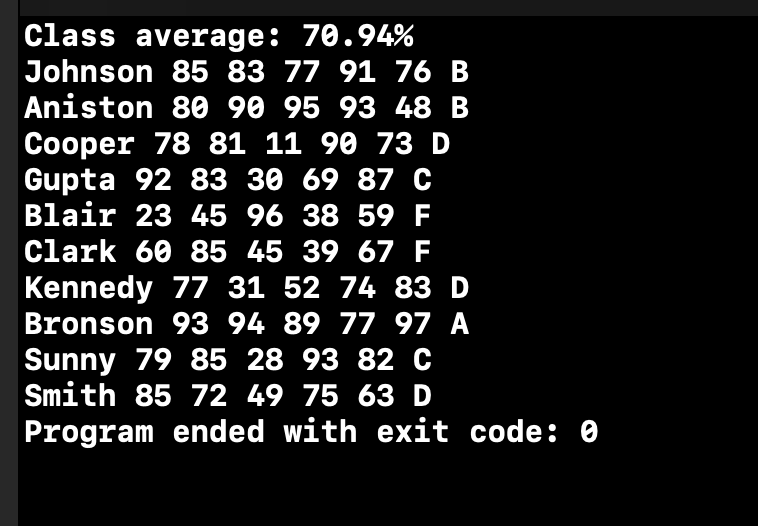 Class average: 70.94%
Johnson 85 83 77 91 76 B
Aniston 80 90 95 93 48 B
Cooper 78 81 11 90 73 D
Gupta 92 83 30 69 87 C
Blair 23 45 96 38 59 F
Clark 60 85 45 39 67 F
Kennedy 77 31 52 74 83 D
Bronson 93 94 89 77 97 A
Sunny 79 85 28 93 82 C
Smith 85 72 49 75 63 D
Program ended with exit code: 0